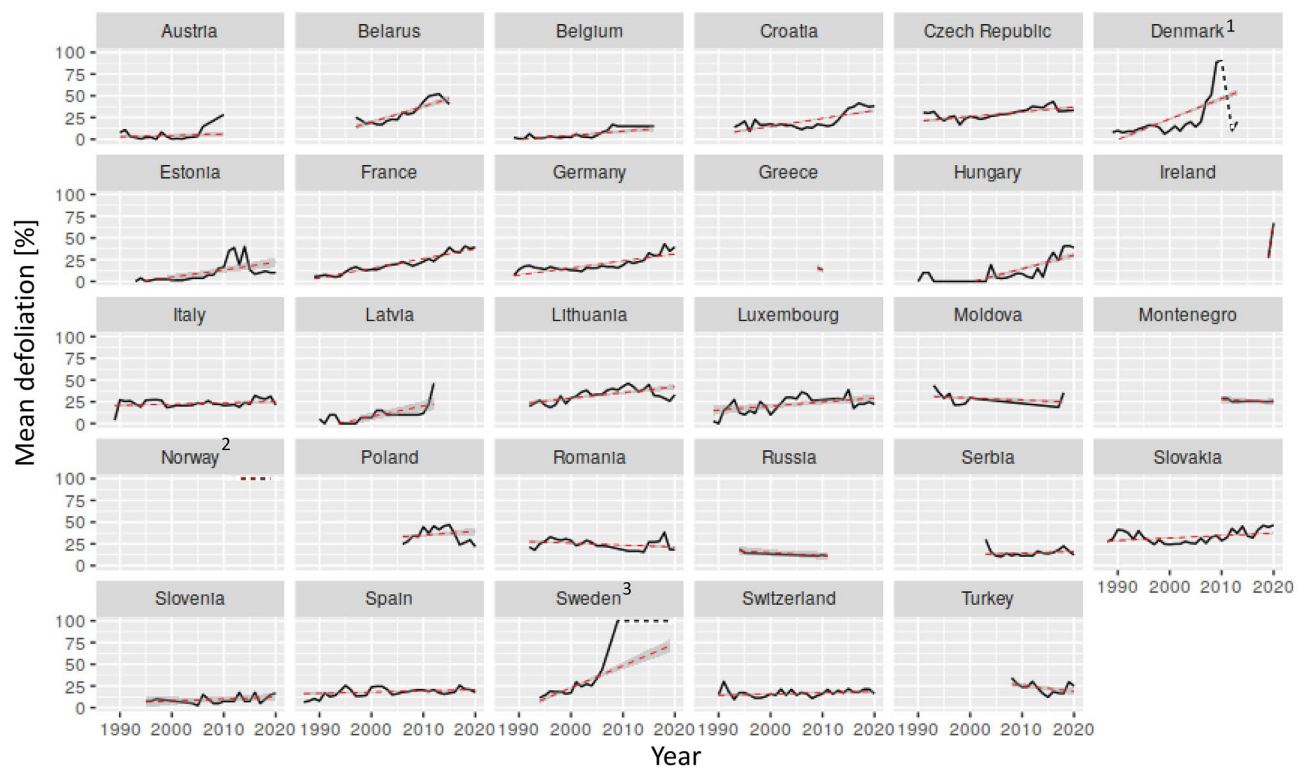 Austria Belarus Belgium Croatia Czech Republic Denmark1
100
75
50
25
0
Estonia France Germany Greece Hungary Ireland
100
75
50
25
0
Mean defoliation [%]
Italy Latvia Lithuania Luxembourg Moldova Montenegro
100
75
50
25
0
Norway2 Poland Romania Russia Serbia Slovakia
100
75
50
25
0
1990 2000 2010 2020
Slovenia Spain Sweden3 Switzerland Turkey
100
75
50
25
0
1990 2000 2010 2020 1990 2000 2010 2020 1990 2000 2010 2020 1990 2000 2010 2020 1990 2000 2010 2020
Year